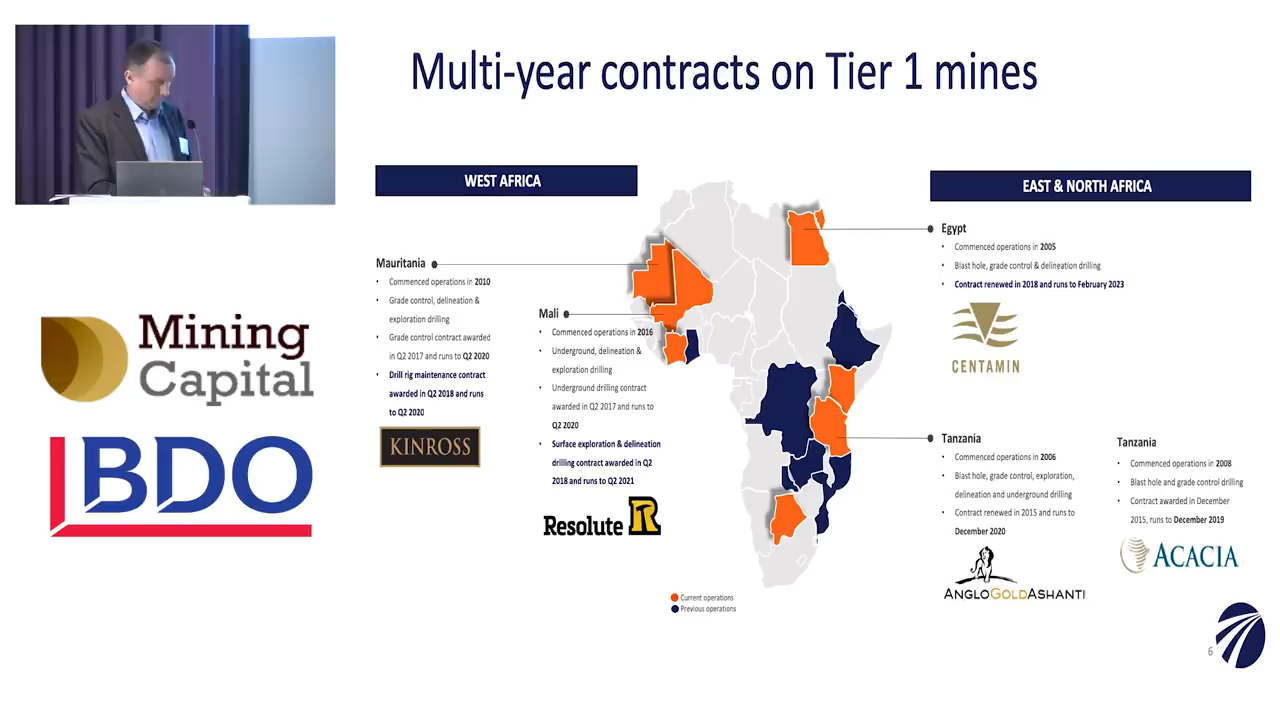 Multi-year contracts on Tier 1 mines
WEST AFRICA
Mauritania
• Commenced operations in 2010
• Grade control, delineation &
exploration drilling
• Grade control contract awarded
in Q2 2017 and runs to Q2 2020
• Drill rig maintenance contract
awarded in Q2 2018 and runs
to Q2 2020
KINROSS
Mali
• Commenced operations in 2016
• Underground, delineation &
exploration drilling
• Underground drilling contract
awarded in Q2 2017 and runs to
Q2 2020
• Surface exploration & delineation
drilling contract awarded in Q2
2018 and runs to Q2 2021
Resolute
EAST & NORTH AFRICA
Egypt
• Commenced operations in 2005
• Blast hole, grade control & delineation drilling
• Contract renewed in 2018 and runs to February 2023
CENTAMIN
Tanzania
• Commenced operations in 2006
• Blast hole, grade control, exploration,
delineation and underground drilling
• Contract renewed in 2015 and runs to
December 2020
ANGLOGOLDASHANTI
Tanzania
• Commenced operations in 2008
• Blast hole and grade control drilling
• Contract awarded in December
2015, runs to December 2019
ACACIA
Current operations
Previous operations
Mining
Capital
BDO
6